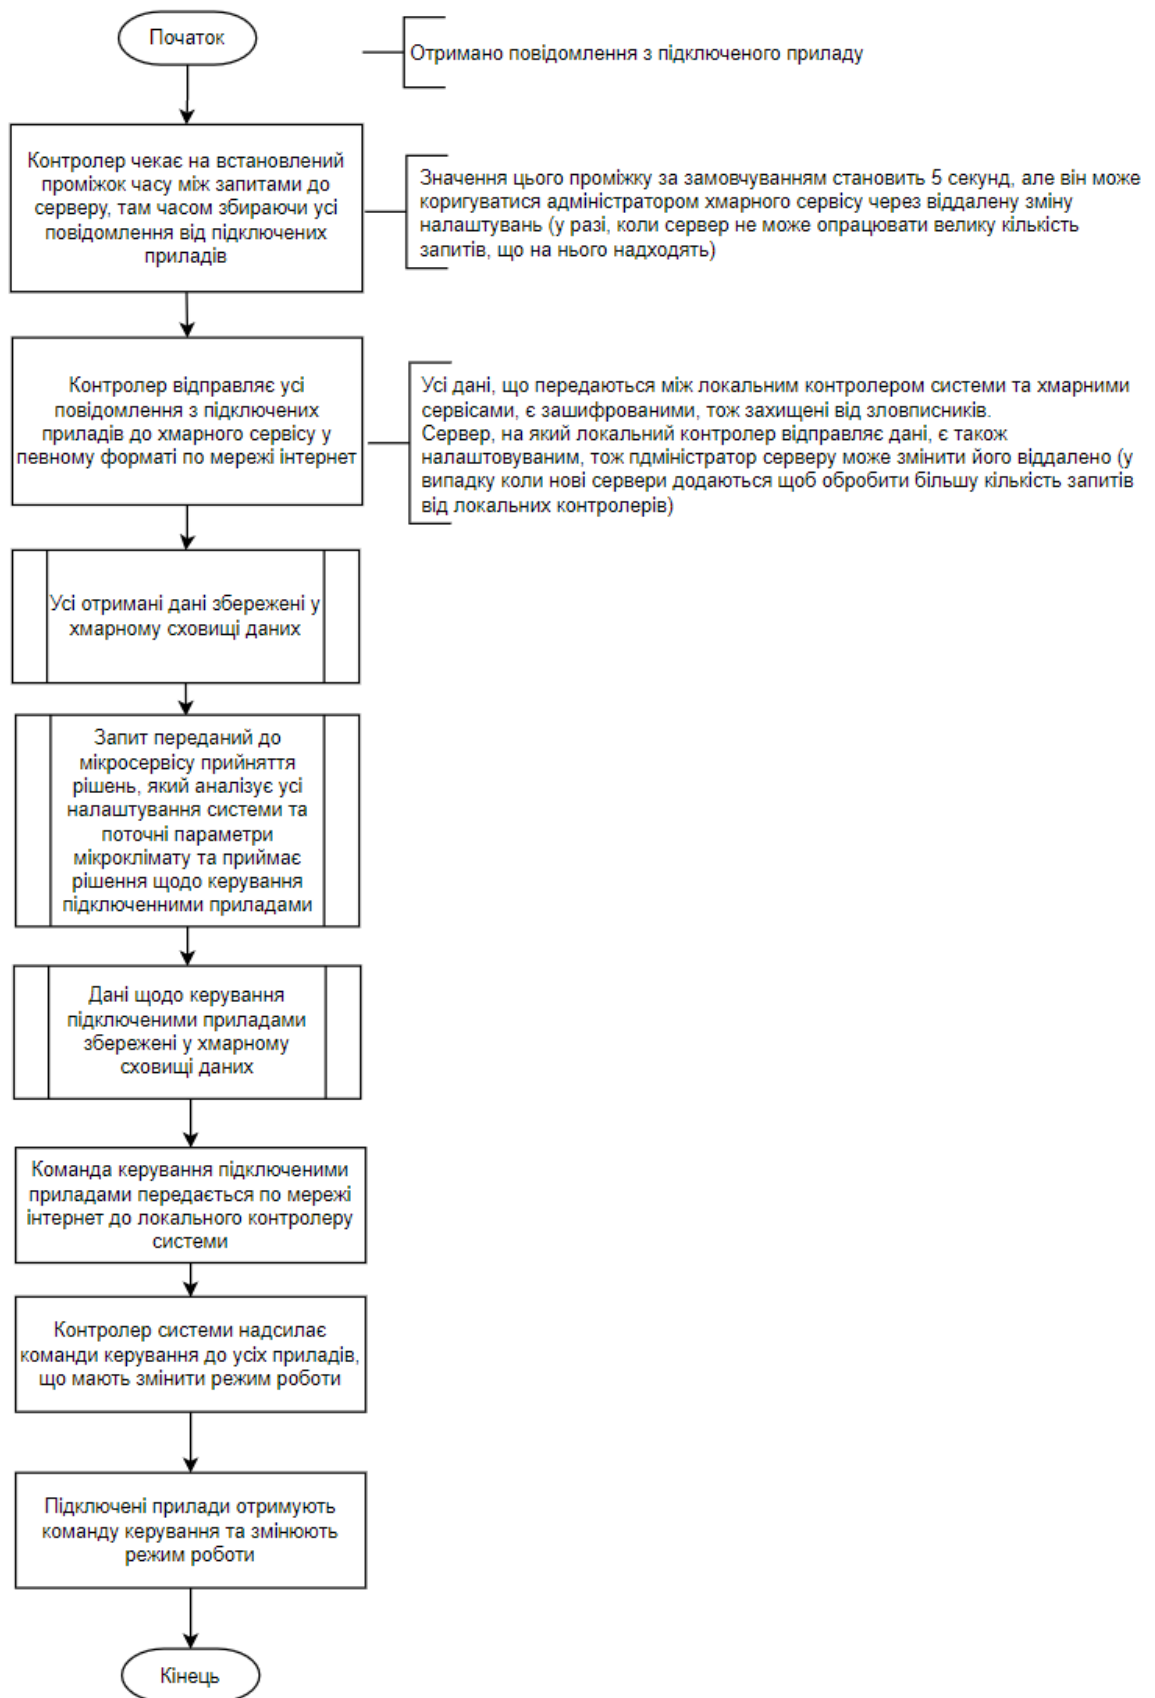 Початок
Отримано повідомлення з підключеного приладу
Контролер чекає на встановлений
проміжок часу між запитами до
серверу, там часом збираючи усі
повідомлення від підключених
приладів
Значення цього проміжку за замовчуванням становить 5 секунд, але він може
коригуватися адміністратором хмарного сервісу через віддалену зміну
налаштувань (у разі, коли сервер не може опрацювати велику кількість
запитів, що на нього надходять)
Контролер відправляє усі
повідомлення з підключених
приладів до хмарного сервісу у
певному форматі по мережі інтернет
Усі дані, що передаються між локальним контролером системи та хмарними
сервісами, є зашифрованими, тож захищені від зловписників.
Сервер, на який локальний контролер відправляє дані, є також
налаштовуваним, тож пдміністратор серверу може змінити його віддалено (у
випадку коли нові сервери додаються щоб обробити більшу кількість запитів
від локальних контролерів)
Усі отримані дані збережені у
хмарному сховищі даних
Запит переданий до
мікросервісу прийняття
рішень, який аналізує усі
налаштування системи та
поточні параметри
мікроклімату та приймає
рішення щодо керування
підключенними приладами
Дані щодо керування
підключеними приладами
збережені у хмарному
сховищі даних
Команда керування підключеними
приладами передається по мережі
інтернет до локального контролеру
системи
Контролер системи надсилає
команди керування до усіх приладів,
що мають змінити режим роботи
Підключені прилади отримують
команду керування та змінюють
режим роботи
Кінець